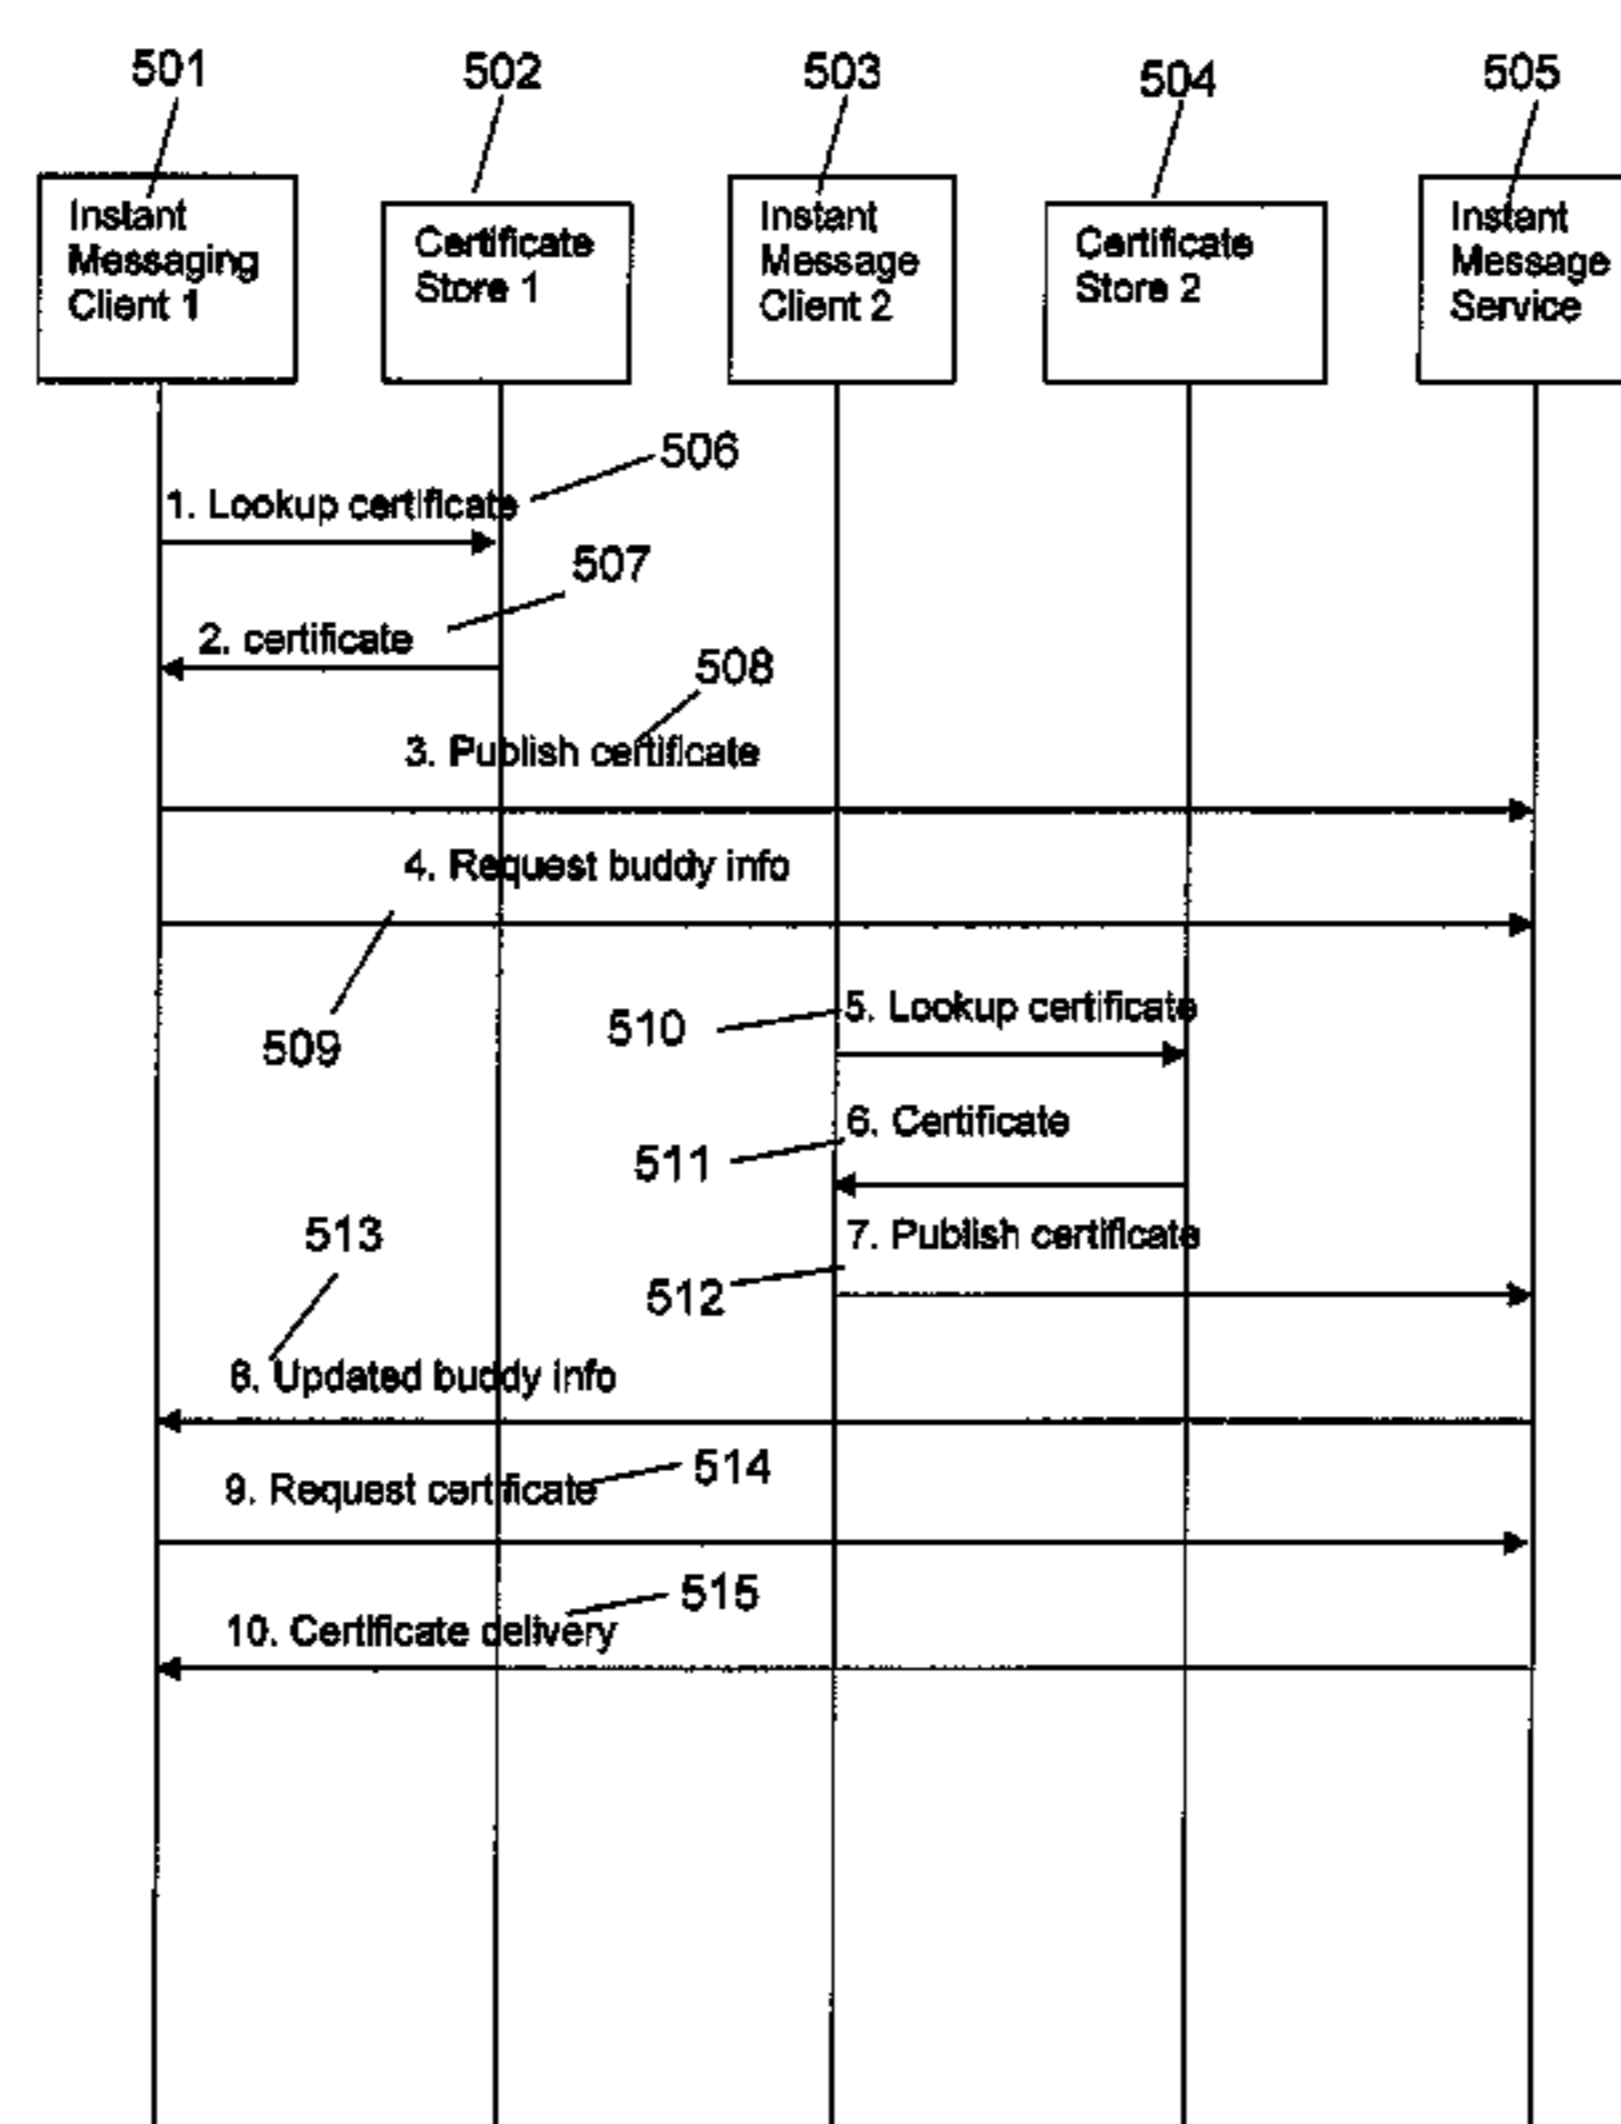 501
502
503
504
505
Instant
Messaging
Client 1
Certificate
Store 1
Instant
Message
Client 2
Certificate
Store 2
Instant
Message
Service
506
1. Lookup certificate
507
2. certificate
508
3. Publish certificate
4. Request buddy info
509
5. Lookup certificate
510
6. Certificate
511
7. Publish certificate
512
513
8. Updated buddy info
514
9. Request certificate
515
10. Certificate delivery